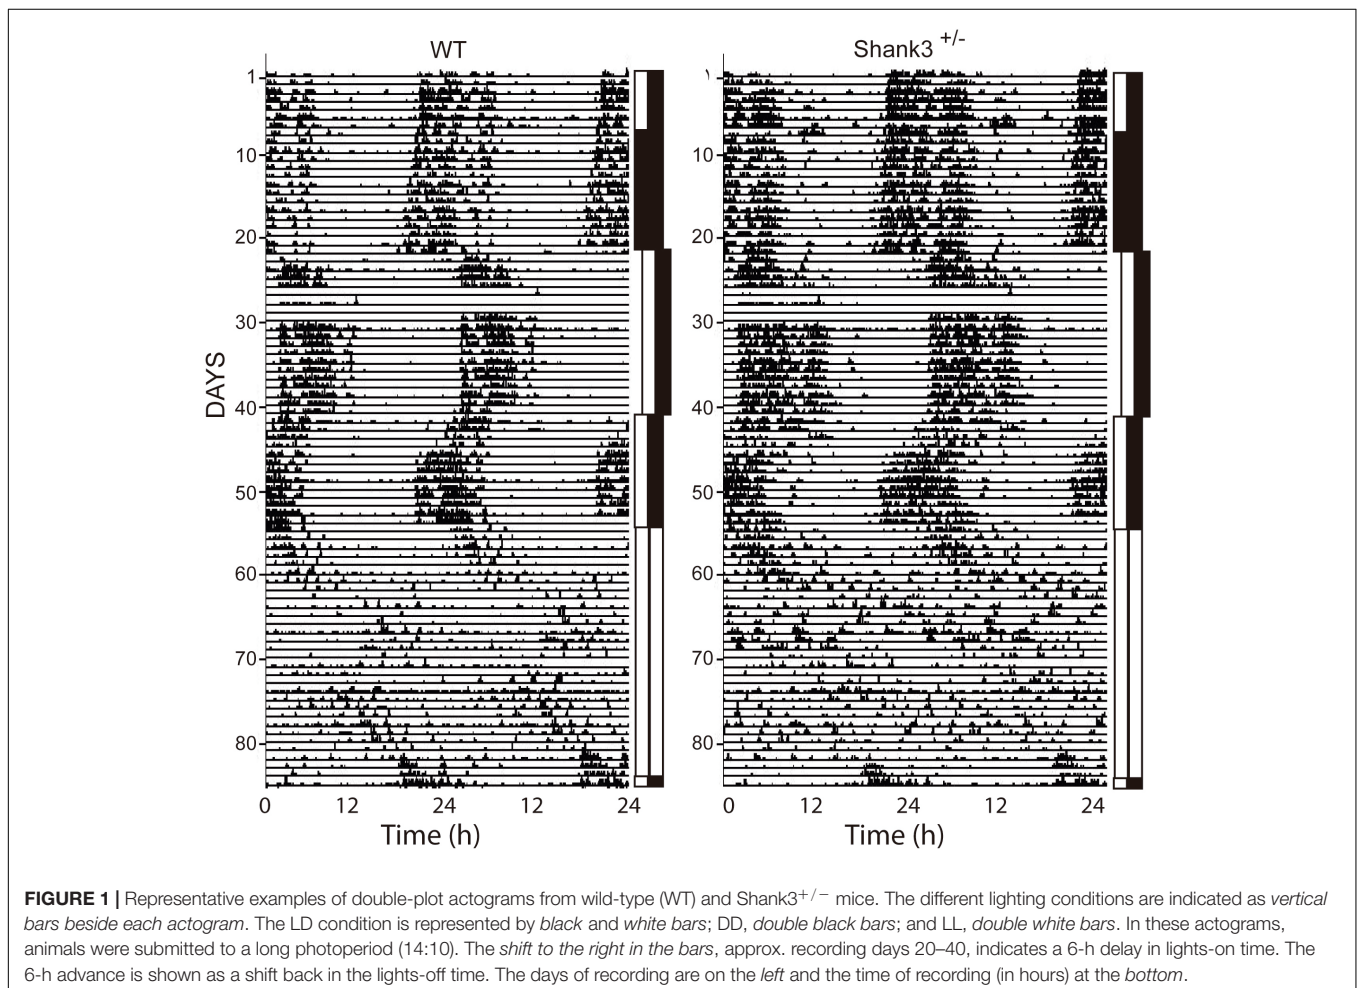 WT
Shank3 +/-
1
10
20
30
40
50
60
70
80
DAYS
0 12 24 12 24
Time (h)
\
10
20
30
40
50
60
70
80
0 12 24 12 24
Time (h)
FIGURE 1 | Representative examples of double-plot actograms from wild-type (WT) and Shank3+/− mice. The different lighting conditions are indicated as vertical
bars beside each actogram. The LD condition is represented by black and white bars; DD, double black bars; and LL, double white bars. In these actograms,
animals were submitted to a long photoperiod (14:10). The shift to the right in the bars, approx. recording days 20–40, indicates a 6-h delay in lights-on time. The
6-h advance is shown as a shift back in the lights-off time. The days of recording are on the left and the time of recording (in hours) at the bottom.